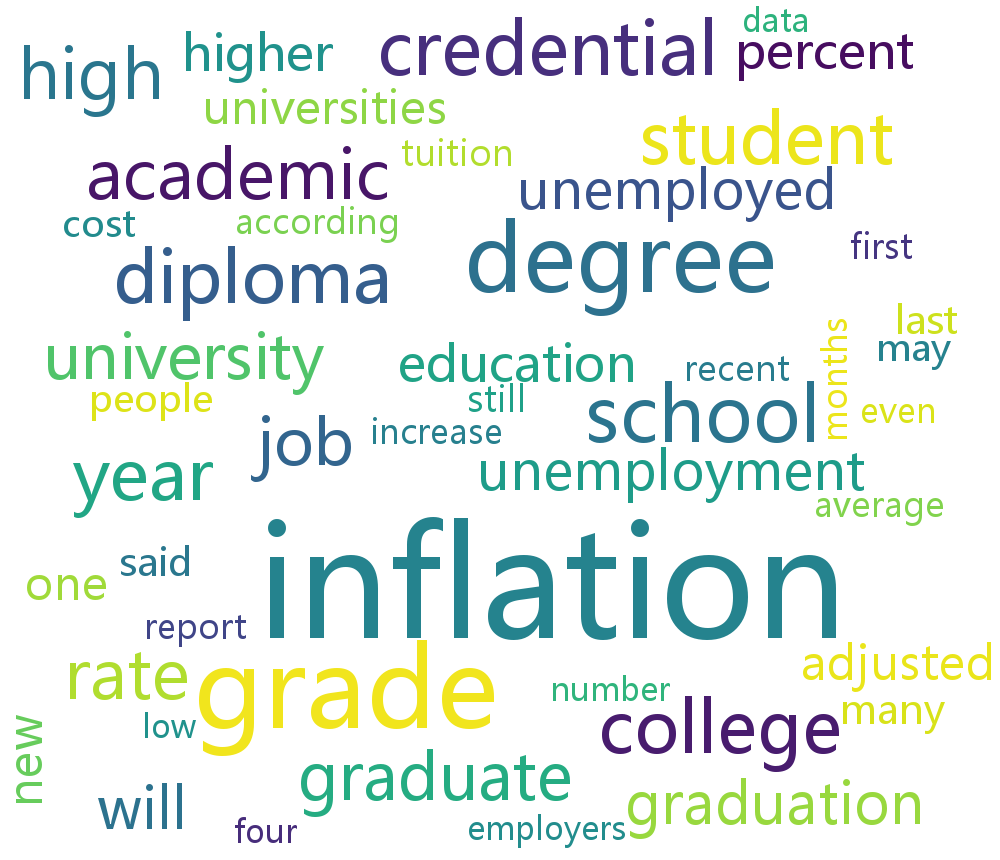 data
credential
percent
higher
high
universities
student
tuition
academic
unemployed
cost
according
first
degree
diploma
last
months
may
university
education
recent
people
still
even
school
job
increase
year
unemployment
average
inflation
said
one
report
rate
grade
adjusted
number
many
college
low
new
graduate
graduation
will
four
employers